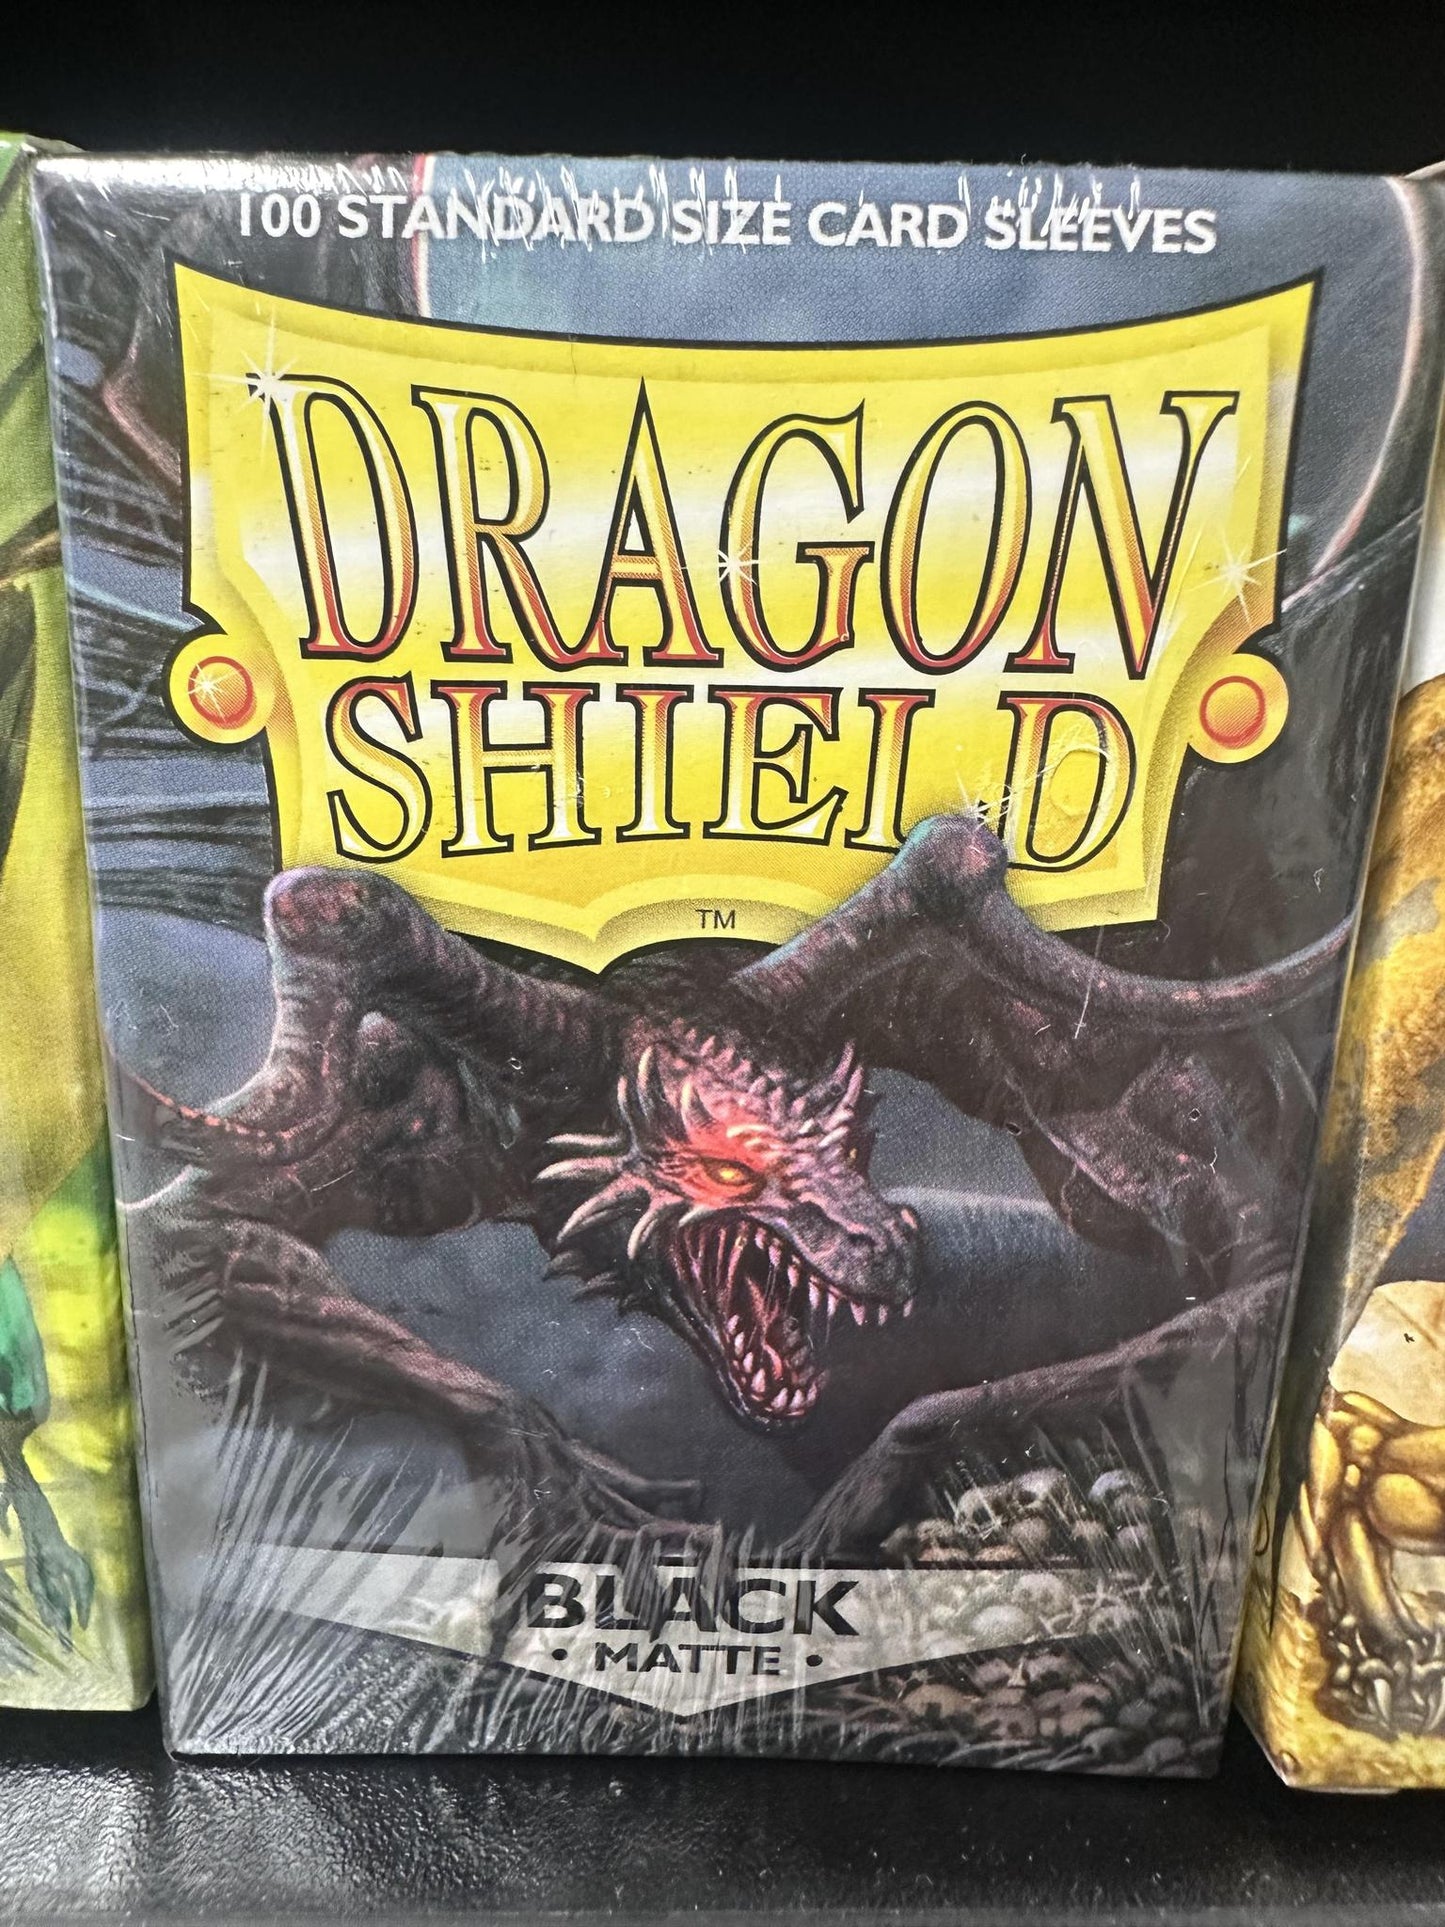 100 STANDARD SIZE CARD SLEEVES
DRAGON
SHIELD
TM
BLACK
• MATTE •